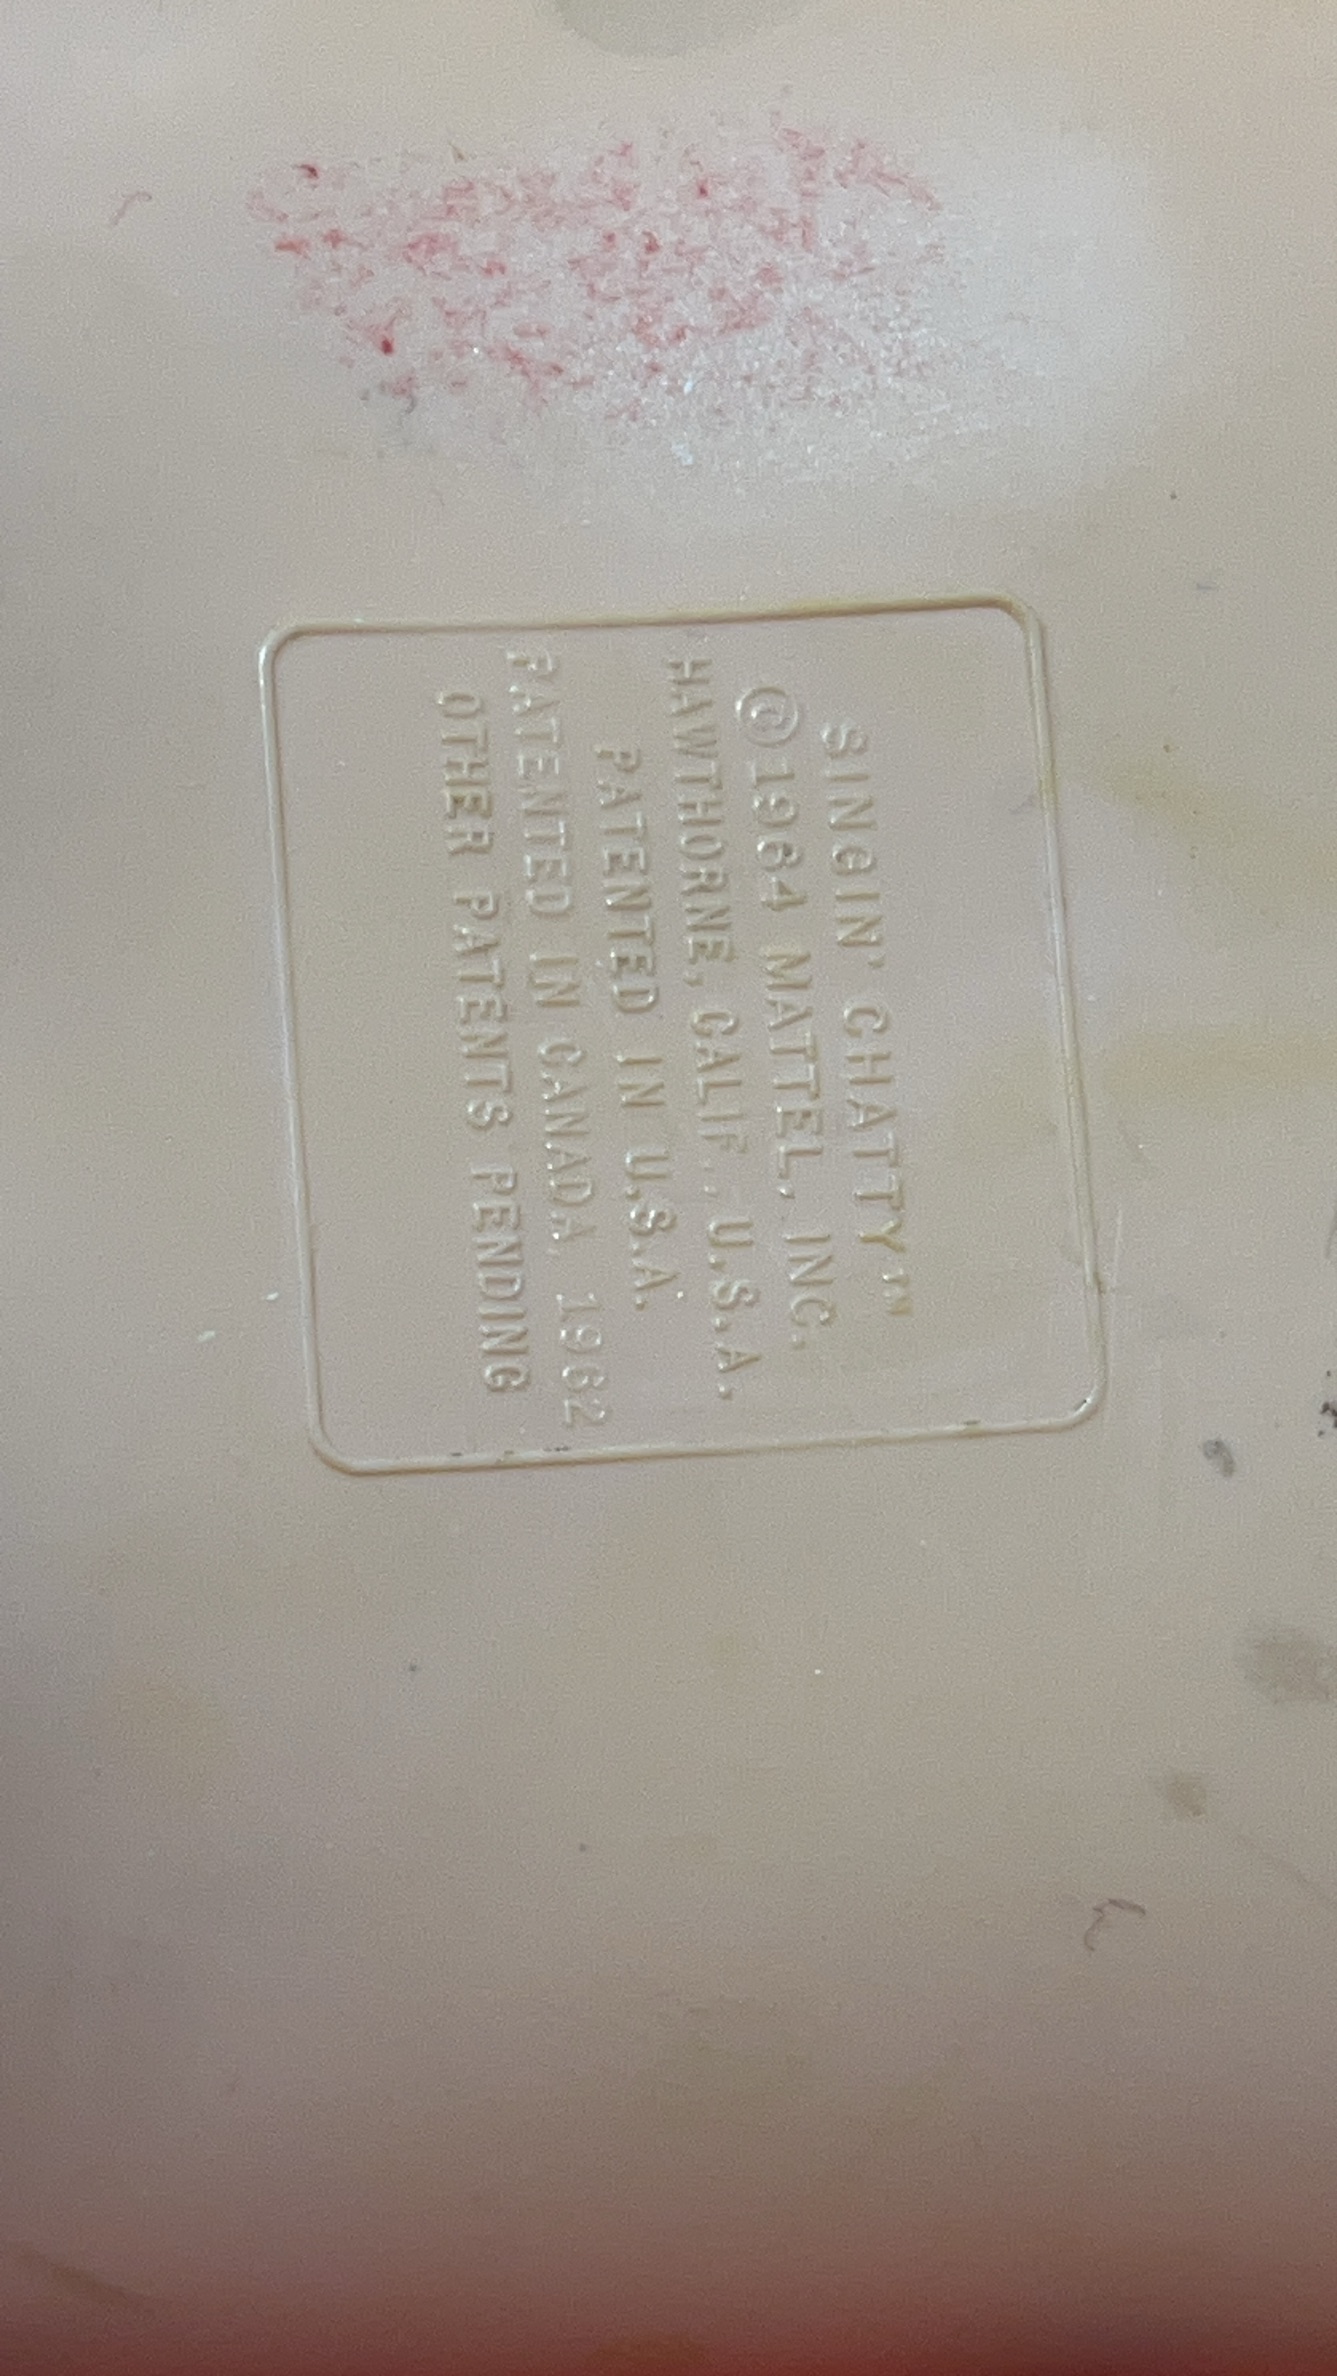 SINGIN' CHATTY™
©1964 MATTEL, INC.
HAWTHORNE, CALIF., U.S.A.
PATENTED IN U.S.A.
PATENTED IN CANADA, 1962
OTHER PATENTS PENDING